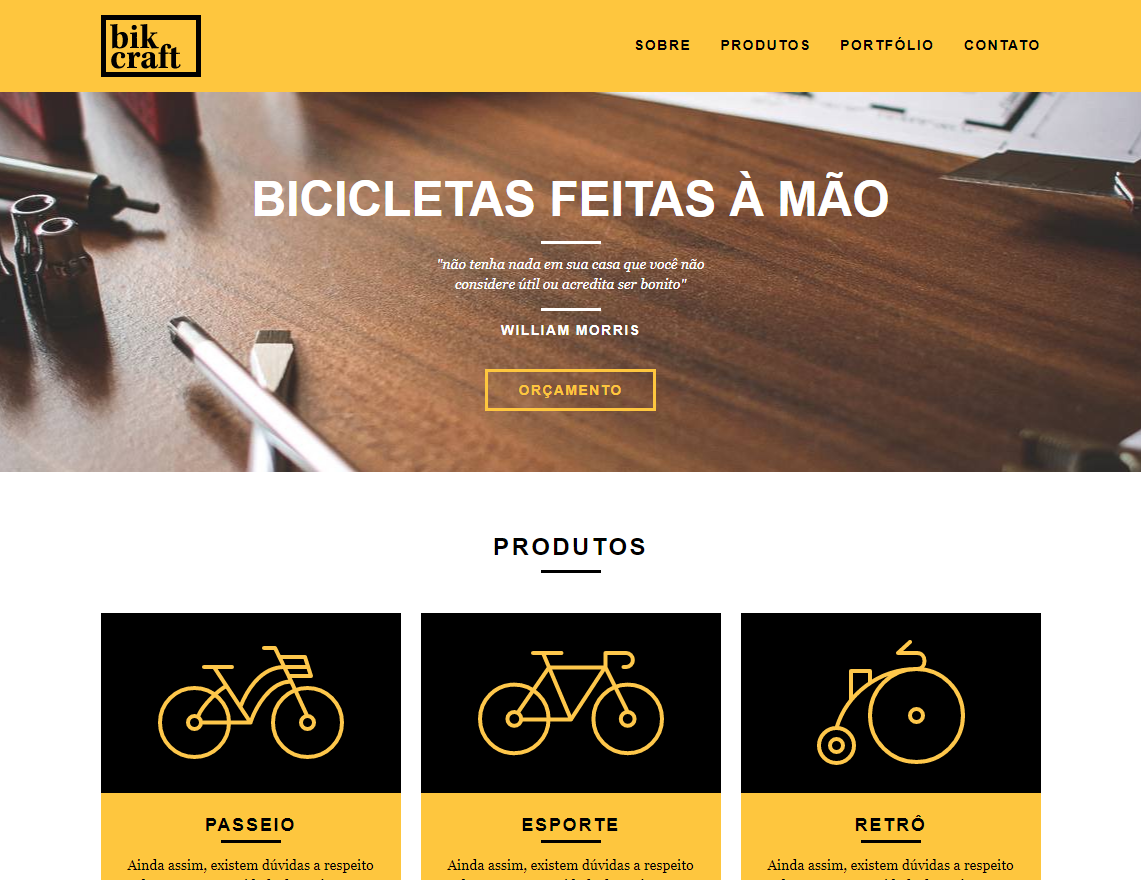 bik
craft
SOBRE PRODUTOS PORTFÓLIO CONTATO
BICICLETAS FEITAS À MÃO
"não tenha nada em sua casa que você não
considere útil ou acredita ser bonito"
WILLIAM MORRIS
ORÇAMENTO
PRODUTOS
PASSEIO
Ainda assim, existem dúvidas a respeito
ESPORTE
Ainda assim, existem dúvidas a respeito
RETRÔ
Ainda assim, existem dúvidas a respeito